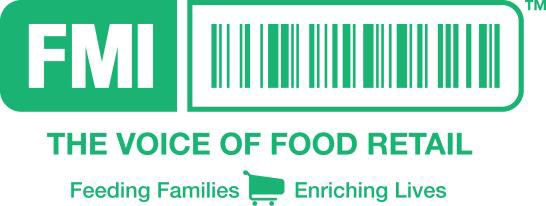 FMI
TM
THE VOICE OF FOOD RETAIL
Feeding Families Enriching Lives